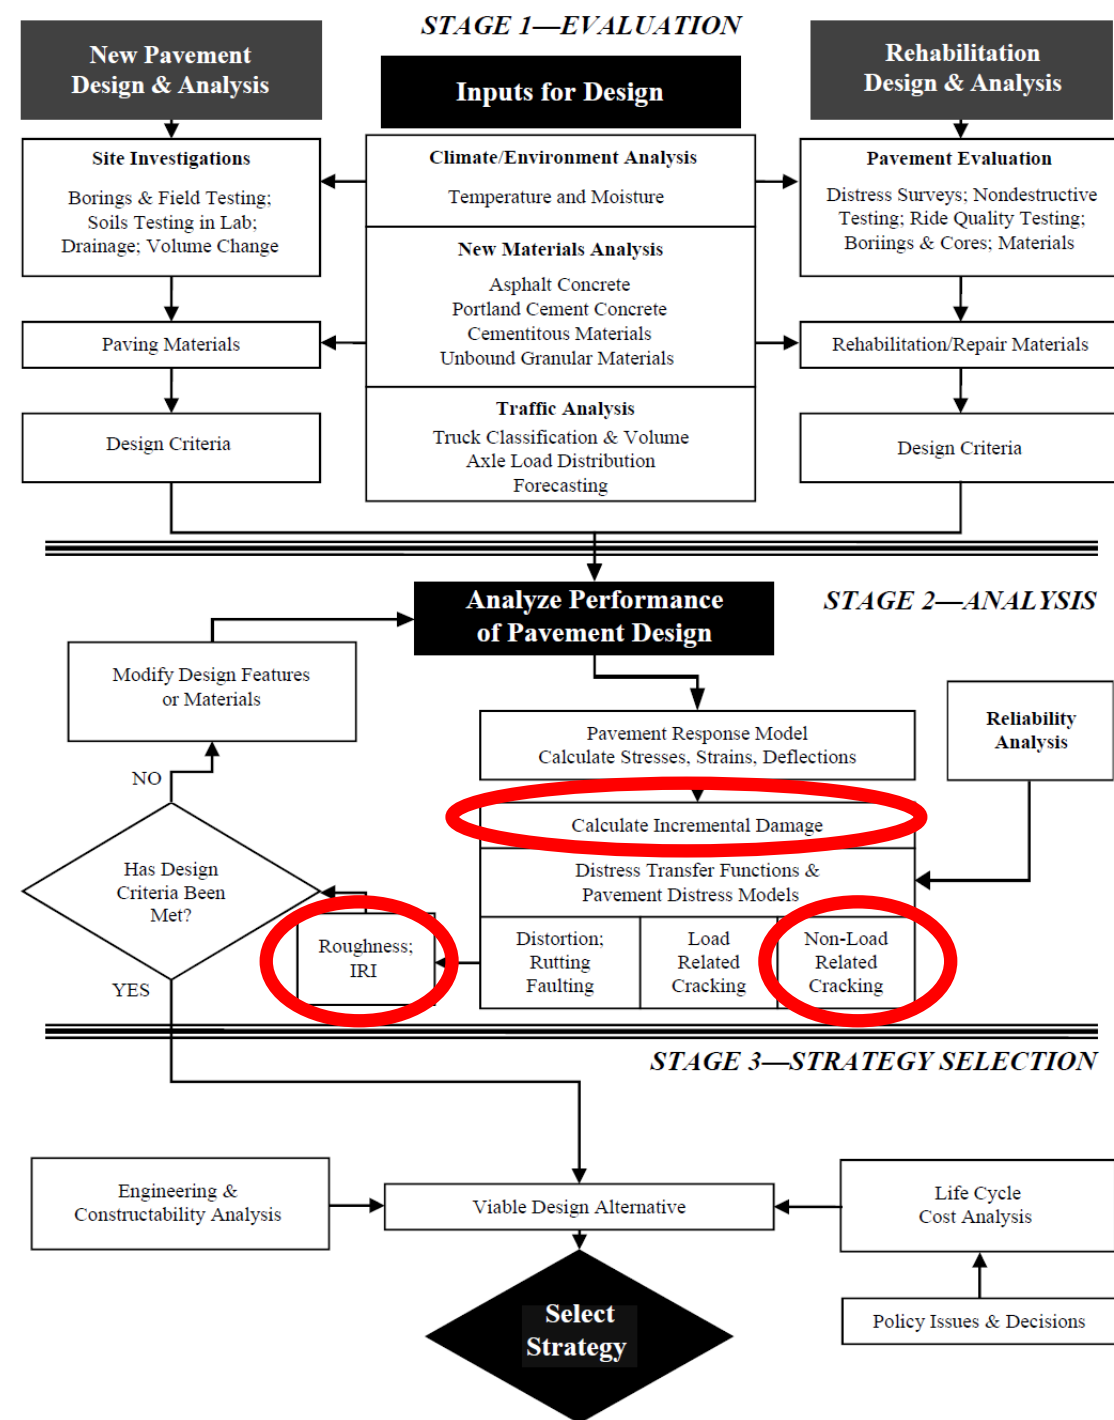 STAGE 1—EVALUATION
New Pavement
Design & Analysis
Inputs for Design
Rehabilitation
Design & Analysis
Site Investigations
Borings & Field Testing;
Soils Testing in Lab;
Drainage; Volume Change
Climate/Environment Analysis
Temperature and Moisture
Pavement Evaluation
Distress Surveys; Nondestructive
Testing; Ride Quality Testing;
Boriings & Cores; Materials
New Materials Analysis
Asphalt Concrete
Portland Cement Concrete
Cementitous Materials
Unbound Granular Materials
Paving Materials
Rehabilitation/Repair Materials
Traffic Analysis
Truck Classification & Volume
Axle Load Distribution
Forecasting
Design Criteria
Design Criteria
STAGE 2—ANALYSIS
Analyze Performance
of Pavement Design
Modify Design Features
or Materials
Pavement Response Model
Calculate Stresses, Strains, Deflections
Reliability
Analysis
NO
Calculate Incremental Damage
Has Design
Criteria Been
Met?
Distress Transfer Functions &
Pavement Distress Models
Roughness;
IRI
Distortion;
Rutting
Faulting
Load
Related
Cracking
Non-Load
Related
Cracking
YES
STAGE 3—STRATEGY SELECTION
Engineering &
Constructability Analysis
Viable Design Alternative
Life Cycle
Cost Analysis
Select
Strategy
Policy Issues & Decisions